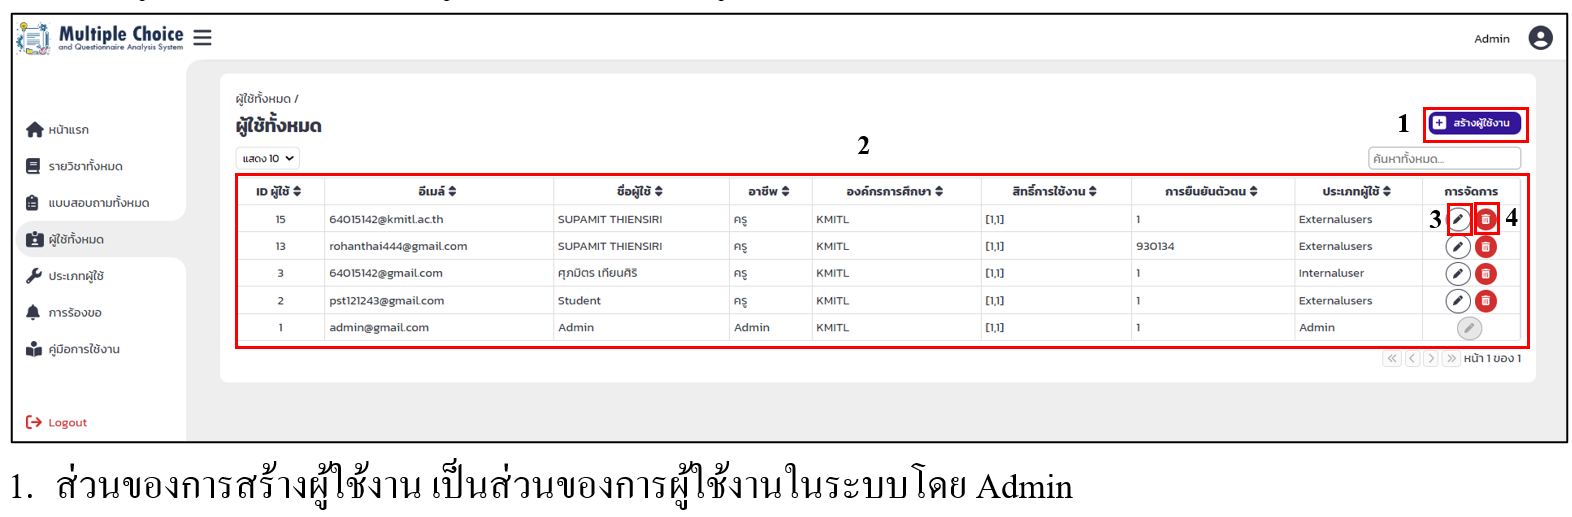 Multiple Choice
and Questionnaire Analysis System
Admin
หน้าแรก
รายวิชาทั้งหมด
แบบสอบถามทั้งหมด
ผู้ใช้ทั้งหมด
ประเภทผู้ใช้
การร้องขอ
คู่มือการใช้งาน
Logout
ผู้ใช้ทั้งหมด /
ผู้ใช้ทั้งหมด
1 สร้างผู้ใช้งาน
แสดง 10
2
ค้นหาทั้งหมด...
ID ผู้ใช้ อีเมล์ ชื่อผู้ใช้ อาชีพ องค์กรการศึกษา สิทธิ์การใช้งาน การยืนยันตัวตน ประเภทผู้ใช้ การจัดการ
15 64015142@kmitl.ac.th SUPAMIT THIENSIRI ครู KMITL [1,1] 1 Externalusers 3 4
13 rohanthai444@gmail.com SUPAMIT THIENSIRI ครู KMITL [1,1] 930134 Externalusers
3 64015142@gmail.com ศุภมิตร เทียนศิริ ครู KMITL [1,1] 1 Internaluser
2 pst121243@gmail.com Student ครู KMITL [1,1] 1 Externalusers
1 admin@gmail.com Admin Admin KMITL [1,1] 1 Admin
หน้า 1 ของ 1
1. ส่วนของการสร้างผู้ใช้งาน เป็นส่วนของการผู้ใช้งานในระบบโดย Admin